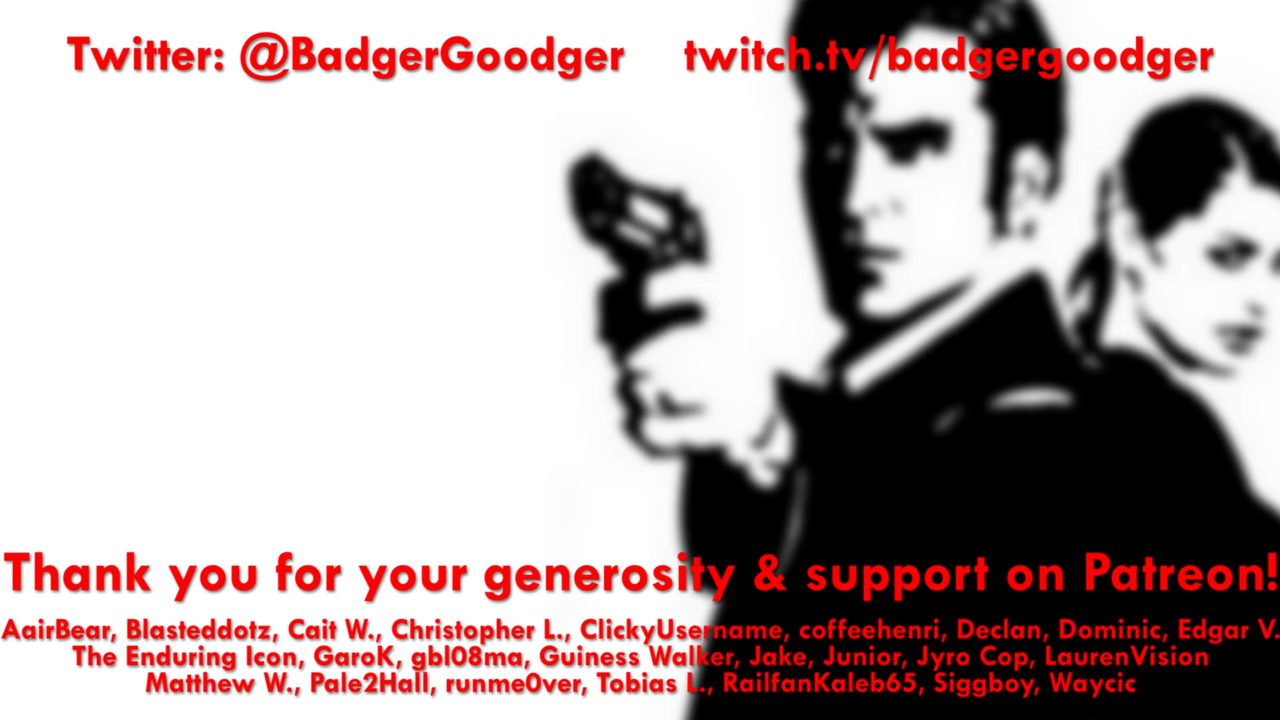 Twitter: @BadgerGoodger twitch.tv/badgergoodger
Thank you for your generosity & support on Patreon!
AairBear, Blasteddotz, Cait W., Christopher L., ClickyUsername, coffeehenri, Declan, Dominic, Edgar V.
The Enduring Icon, GaroK, gbl08ma, Guiness Walker, Jake, Junior, Jyro Cop, LaurenVision
Matthew W., Pale2Hall, runme0ver, Tobias L., RailfanKaleb65, Siggboy, Waycic